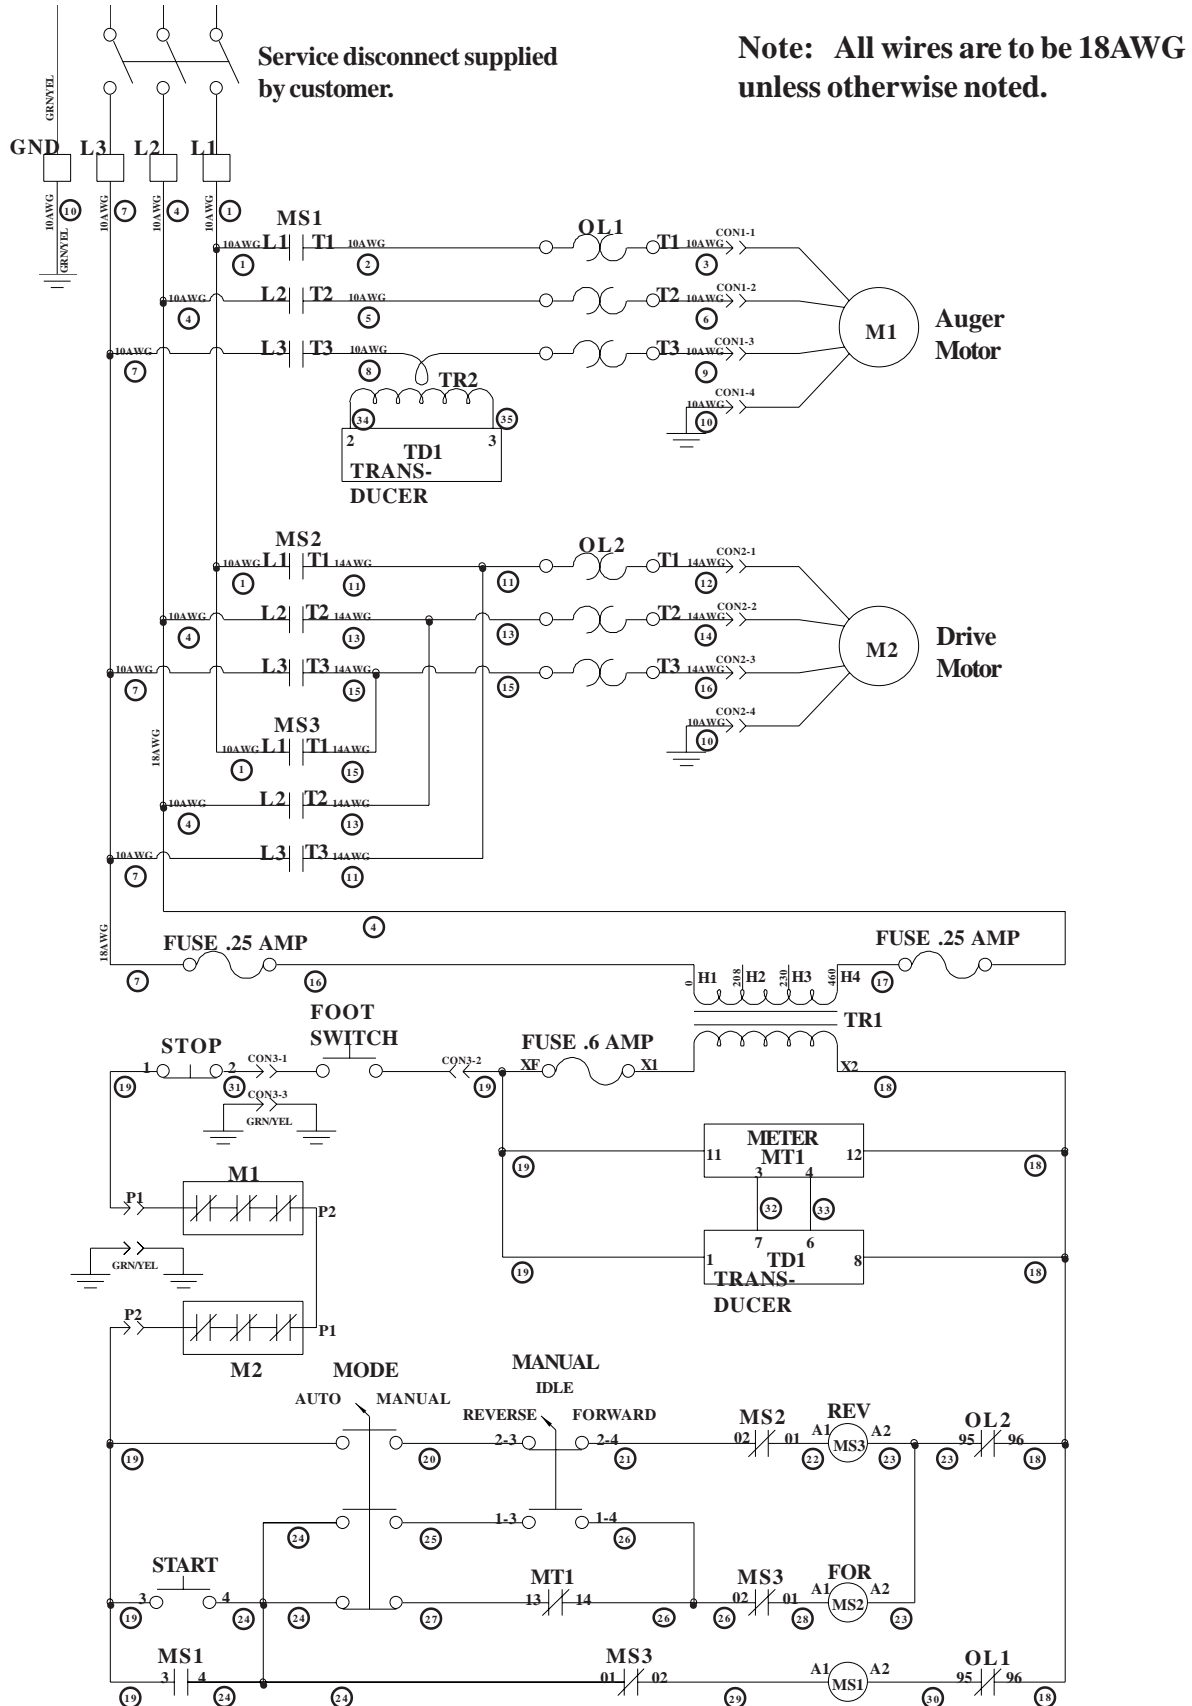 Service disconnect supplied
by customer.
Note: All wires are to be 18AWG
unless otherwise noted.
GRN/YEL
GND L3 L2 L1
10AWG 10 10AWG 7 10AWG 4 10AWG 1
GRN/YEL
MS1 OL1
10AWG L1 T1 10AWG T1 10AWG CON1-1
1 2 3
10AWG L2 T2 10AWG T2 10AWG CON1-2
4 5 6
10AWG L3 T3 10AWG T3 10AWG CON1-3
7 8 9
M1
Auger
Motor
TR2
10AWG CON1-4
34 35 10
2 3
TD1
TRANS-
DUCER
MS2 OL2
10AWG L1 T1 14AWG T1 14AWG CON2-1
1 11 11 12
10AWG L2 T2 14AWG T2 14AWG CON2-2
4 13 13 14
10AWG L3 T3 14AWG T3 14AWG CON2-3
7 15 15 16
M2
Drive
Motor
10AWG CON2-4
10
MS3
18AWG
10AWG L1 T1 14AWG
1 15
10AWG L2 T2 14AWG
4 13
10AWG L3 T3 14AWG
7 11
4
18AWG
FUSE .25 AMP FUSE .25 AMP
7 16 17
0 H1 208 H2 230 H3 460 H4
TR1
FOOT
SWITCH
STOP
FUSE .6 AMP
1 2 CON3-1 CON3-2 XF X1 X2
19 31 19 18
CON3-3
GRN/YEL
METER
MT1
11 12
3 4
19 18
32 33
7 6
1 TD1 8
TRANS-
DUCER
19 18
M1
P1 P2
GRN/YEL
P2 P1
M2
MODE
AUTO MANUAL
MANUAL
IDLE
REVERSE FORWARD
MS2 REV OL2
2-3 2-4 02 01 A1 MS3 A2 95 96
19 20 21 22 23 23 18
1-3 1-4
24 25 26
START MT1 MS3 FOR
3 4 13 14 02 01 A1 MS2 A2
19 24 24 27 26 26 28 23
MS1 MS3 OL1
3 4 01 02 A1 MS1 A2 95 96
19 24 24 29 30 18